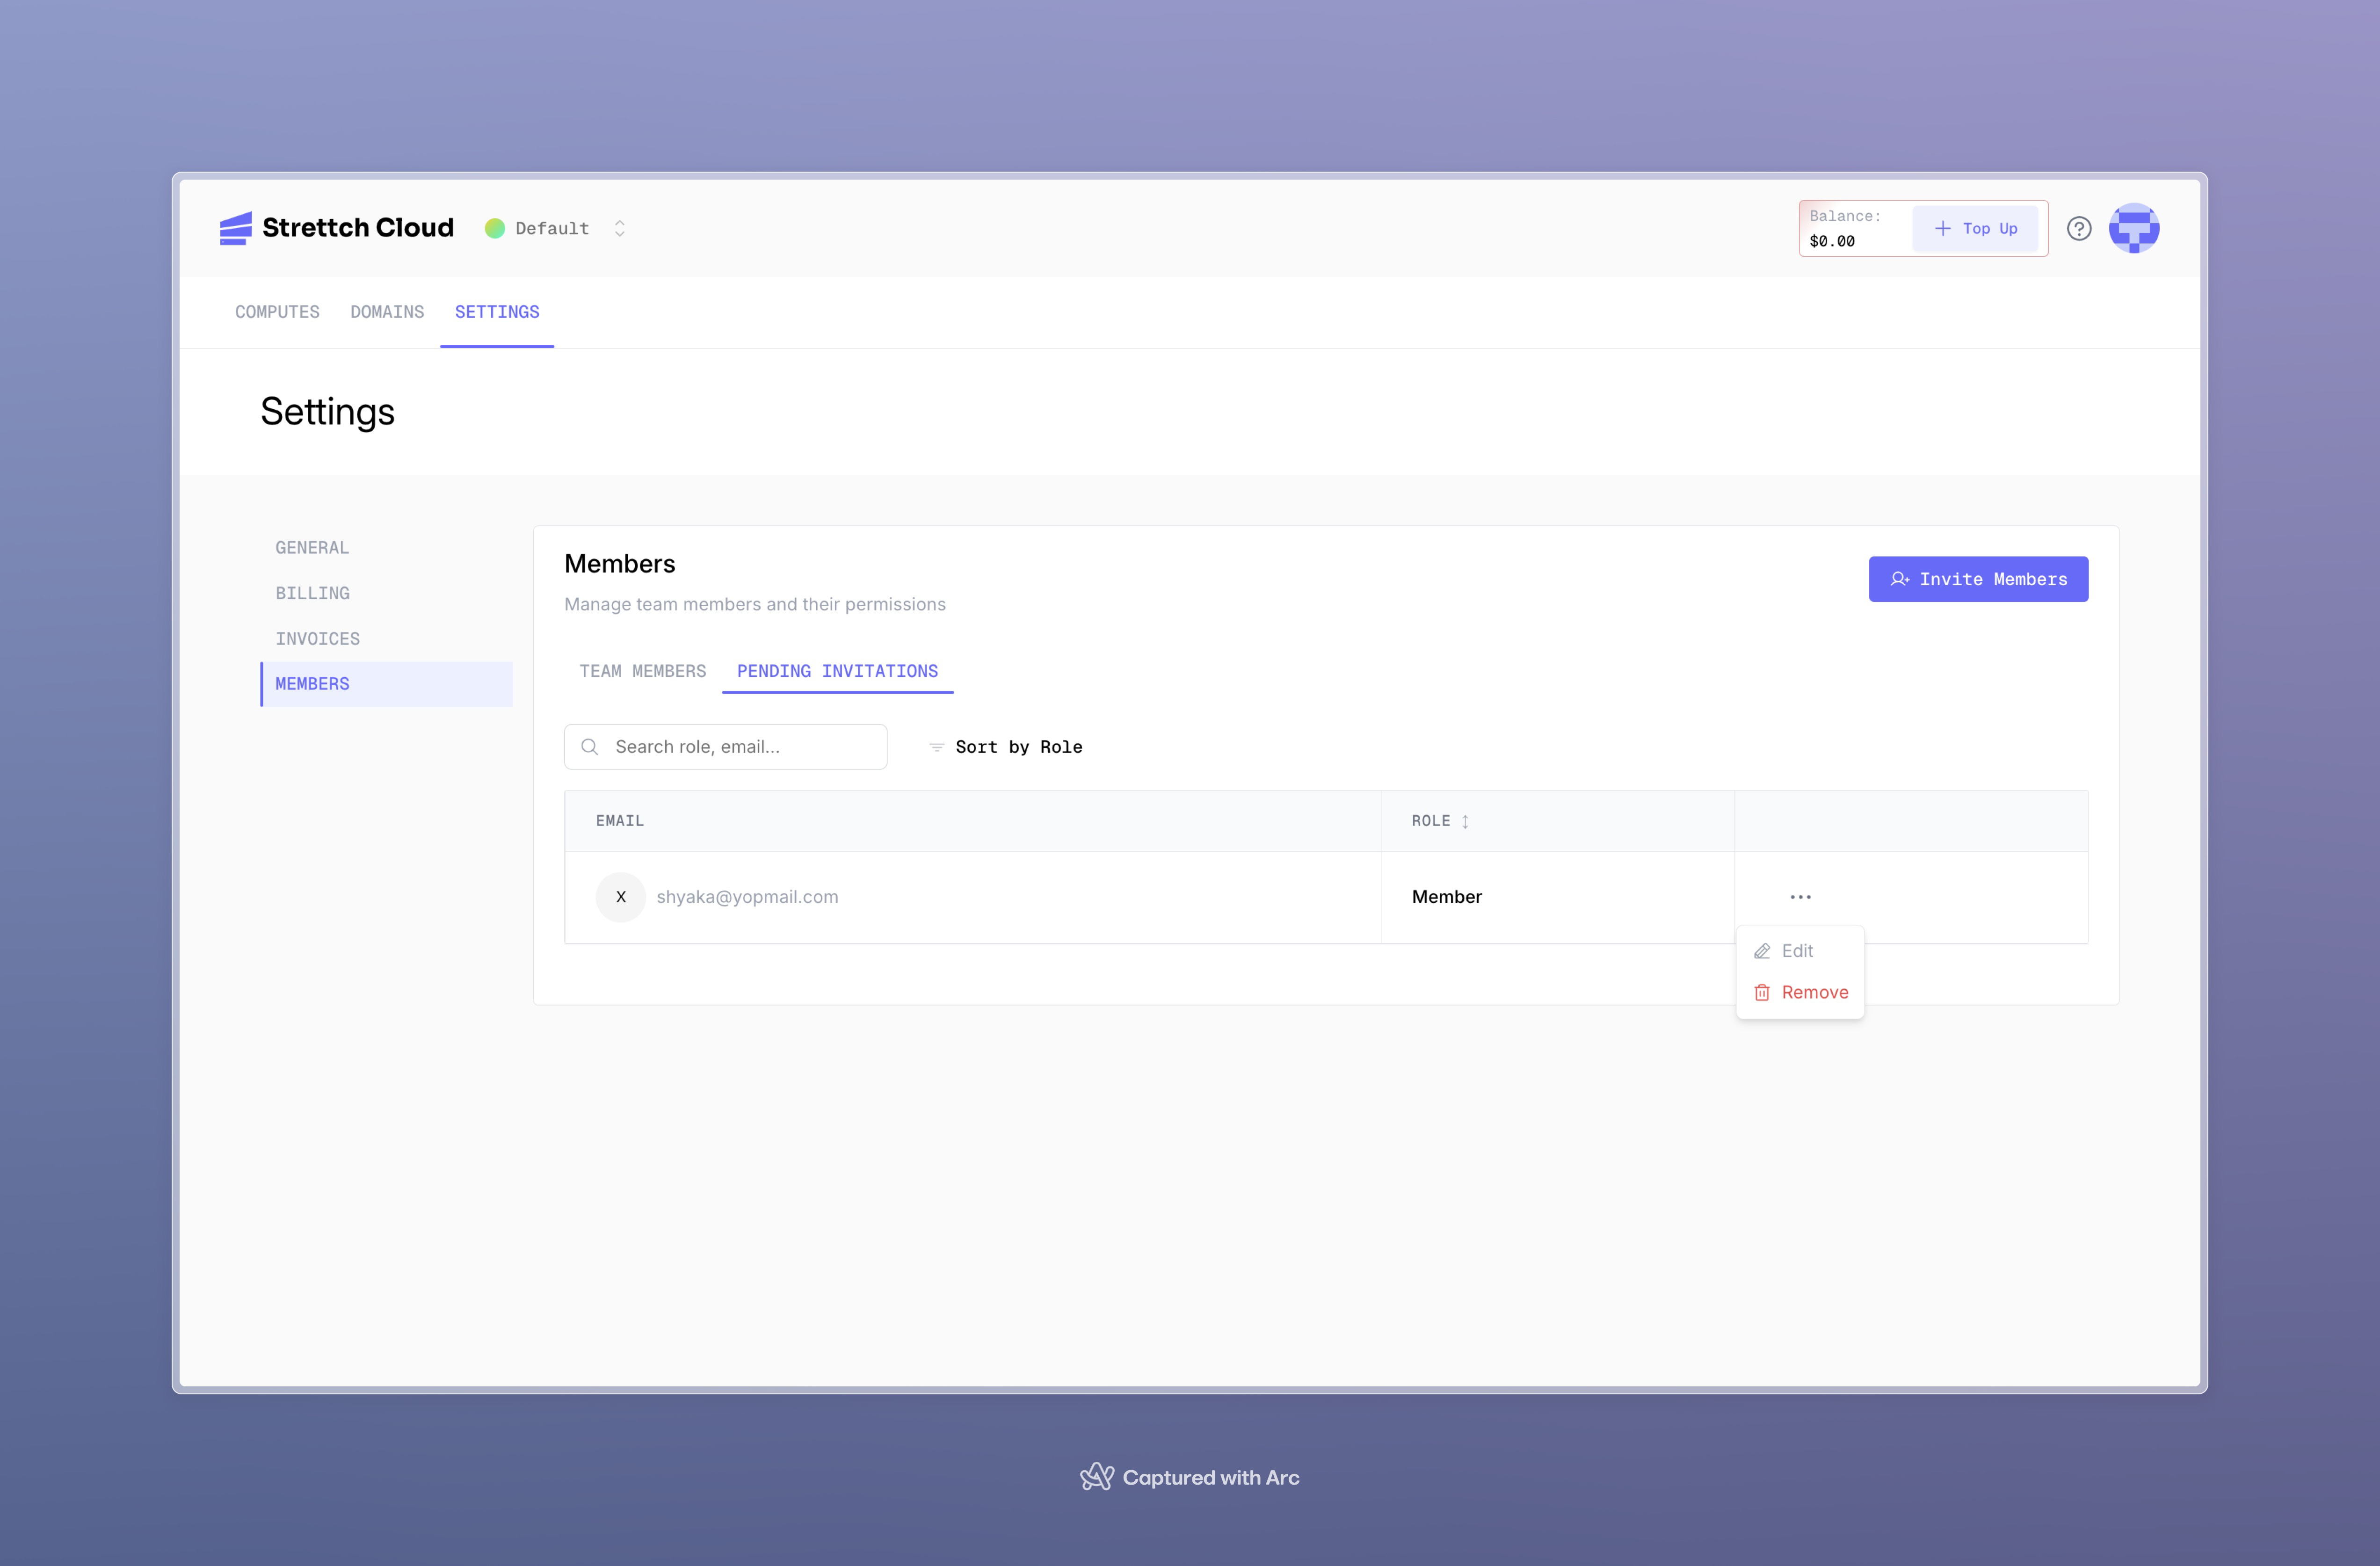 Strettch Cloud
Default
Balance:
$0.00
Top Up
COMPUTES DOMAINS SETTINGS
Settings
GENERAL
BILLING
INVOICES
MEMBERS
Members
Manage team members and their permissions
Invite Members
TEAM MEMBERS PENDING INVITATIONS
Search role, email...
Sort by Role
EMAIL ROLE
X shyaka@yopmail.com Member
Edit
Remove
Captured with Arc